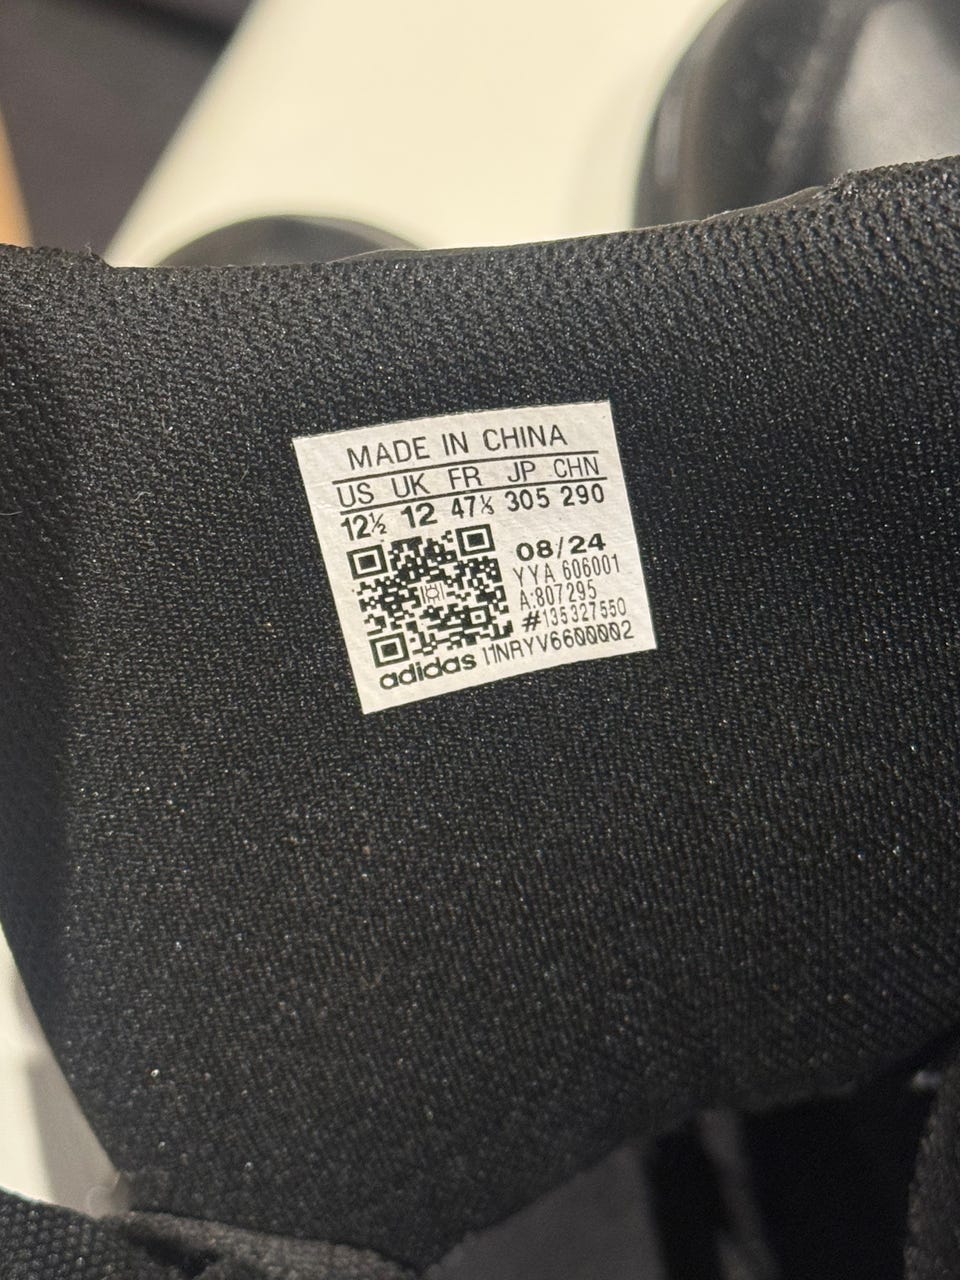 MADE IN CHINA
US UK FR JP CHN
12½ 12 47⅓ 305 290
08/24
YYA 606001
A:807295
#135327550
adidas I1NRYV6600002